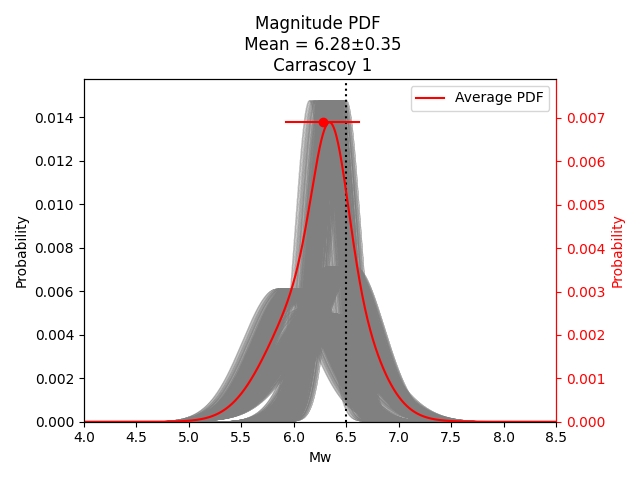 Magnitude PDF
Mean = 6.28±0.35
Carrascoy 1
Average PDF
0.014
0.012
0.010
0.008
0.006
0.004
0.002
0.000
Probability
0.007
0.006
0.005
0.004
0.003
0.002
0.001
0.000
Probability
4.0 4.5 5.0 5.5 6.0 6.5 7.0 7.5 8.0 8.5
Mw